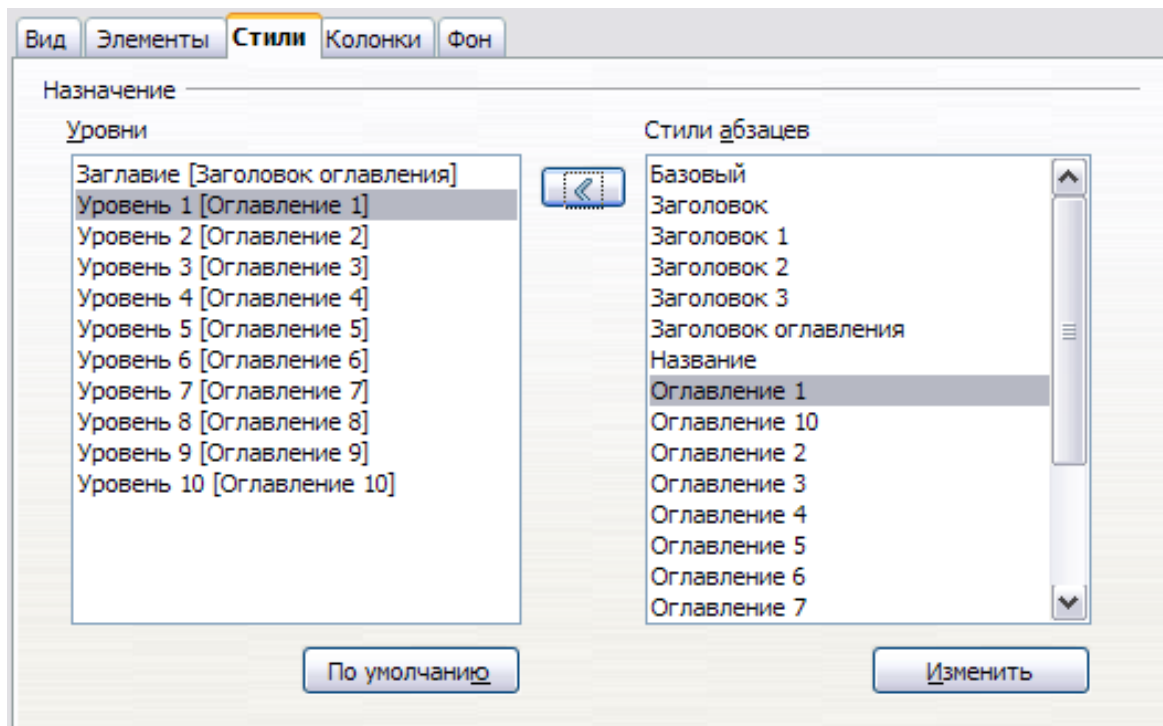 Вид Элементы Стили Колонки Фон
Назначение
Уровни
Заглавие [Заголовок оглавления]
Уровень 1 [Оглавление 1]
Уровень 2 [Оглавление 2]
Уровень 3 [Оглавление 3]
Уровень 4 [Оглавление 4]
Уровень 5 [Оглавление 5]
Уровень 6 [Оглавление 6]
Уровень 7 [Оглавление 7]
Уровень 8 [Оглавление 8]
Уровень 9 [Оглавление 9]
Уровень 10 [Оглавление 10]
По умолчанию
Стили абзацев
Базовый
Заголовок
Заголовок 1
Заголовок 2
Заголовок 3
Заголовок оглавления
Название
Оглавление 1
Оглавление 10
Оглавление 2
Оглавление 3
Оглавление 4
Оглавление 5
Оглавление 6
Оглавление 7
Изменить